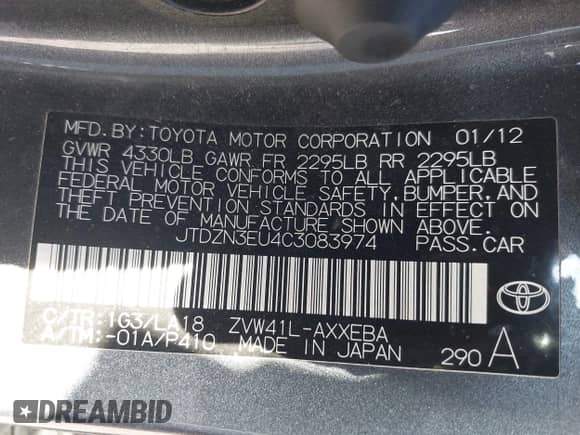 MFD.BY:TOYOTA MOTOR CORPORATION 01/12
GVWR 4330LB GAWR FR 2295LB RR 2295LB
THIS VEHICLE CONFORMS TO ALL APPLICABLE
FEDERAL MOTOR VEHICLE SAFETY,BUMPER,AND
THEFT PREVENTION STANDARDS IN EFFECT ON
THE DATE OF MANUFACTURE SHOWN ABOVE.
JTDZN3EU4C3083974 PASS.CAR
C/TR:1G3/LA18 ZVW41L-AXXEBA
A/TM:-01A/P410 MADE IN JAPAN 290 A
DREAMBID